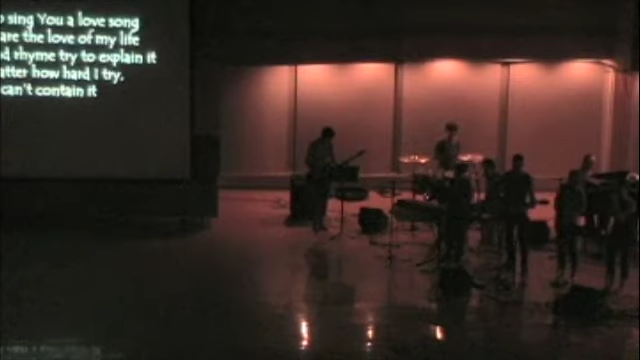 o sing You a love song
are the love of my life
d rhyme try to explain it
atter how hard I try,
can't contain it